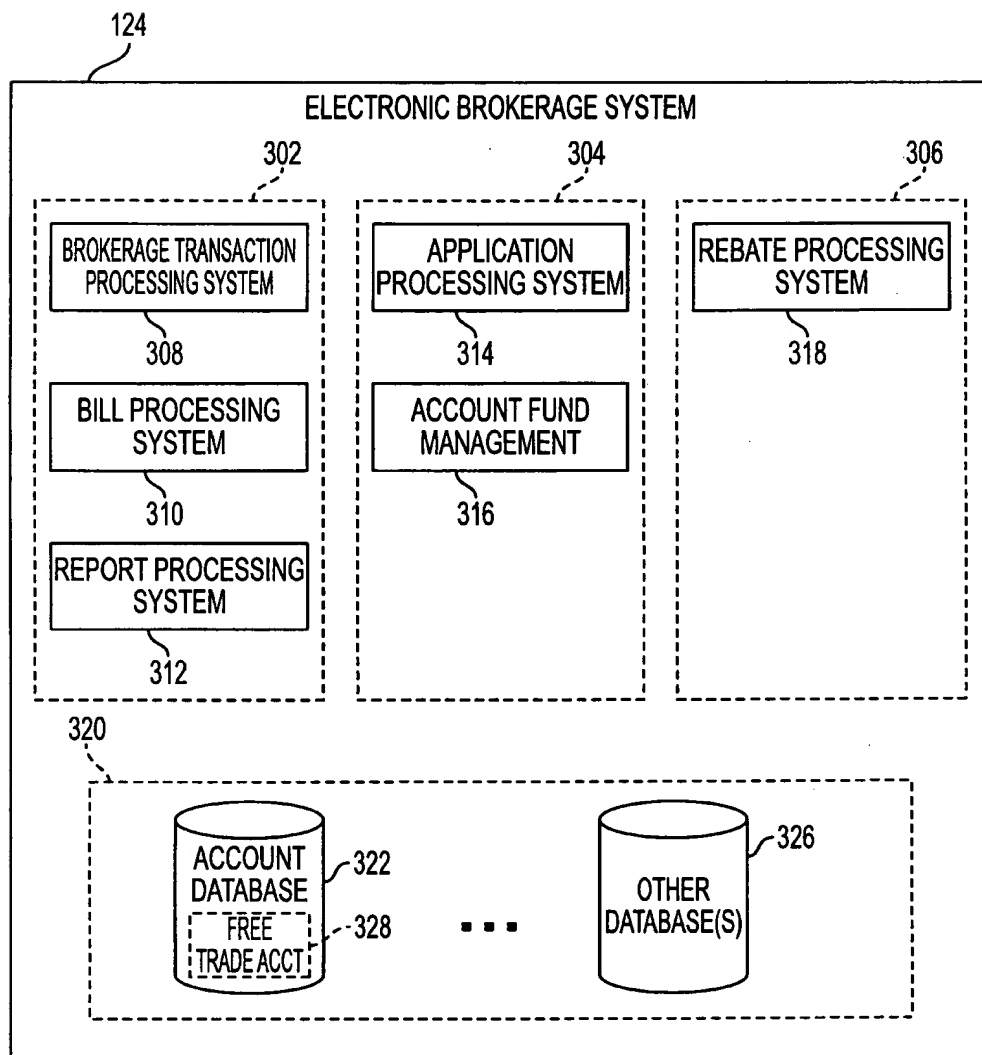 124
ELECTRONIC BROKERAGE SYSTEM
302
304
306
BROKERAGE TRANSACTION
PROCESSING SYSTEM
308
BILL PROCESSING
SYSTEM
310
REPORT PROCESSING
SYSTEM
312
APPLICATION
PROCESSING SYSTEM
314
ACCOUNT FUND
MANAGEMENT
316
REBATE PROCESSING
SYSTEM
318
320
ACCOUNT
DATABASE
322
FREE
TRADE ACCT
328
OTHER
DATABASE(S)
326